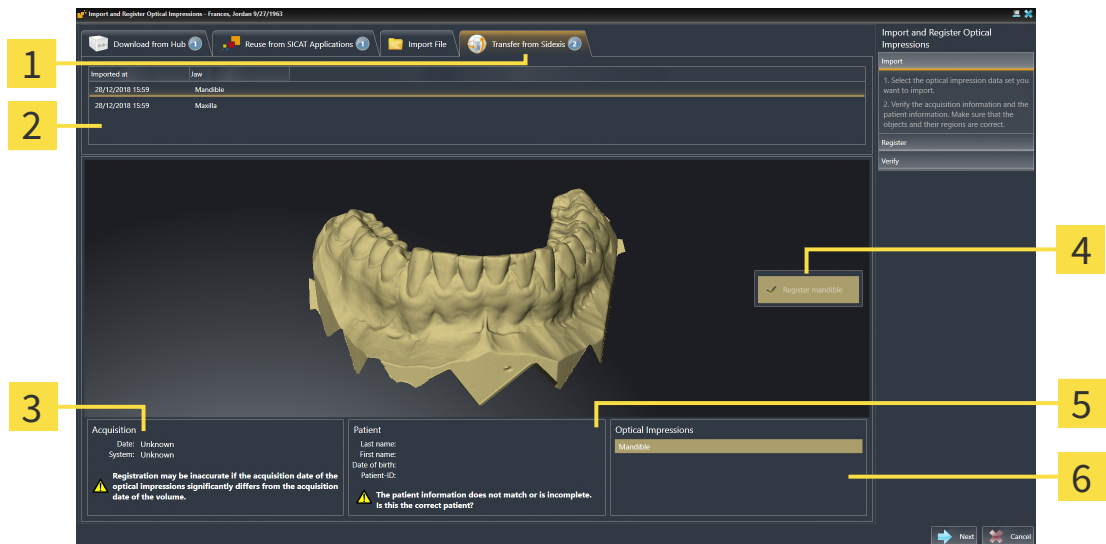 Import and Register Optical Impressions - Frances, Jordan 9/27/1963
Download from Hub 1
Reuse from SICAT Applications 1
Import File
Transfer from Sidexis 2
Import and Register Optical
Impressions
Import
1. Select the optical impression data set you
want to import.
2. Verify the acquisition information and the
patient information. Make sure that the
objects and their regions are correct.
Register
Verify
1
Imported at Jaw
28/12/2018 15:59 Mandible
28/12/2018 15:59 Maxilla
2
4
Register mandible
3
5
6
Acquisition
Date: Unknown
System: Unknown
Registration may be inaccurate if the acquisition date of the
optical impressions significantly differs from the acquisition
date of the volume.
Patient
Last name:
First name:
Date of birth:
Patient-ID:
The patient information does not match or is incomplete.
Is this the correct patient?
Optical Impressions
Mandible
Next
Cancel